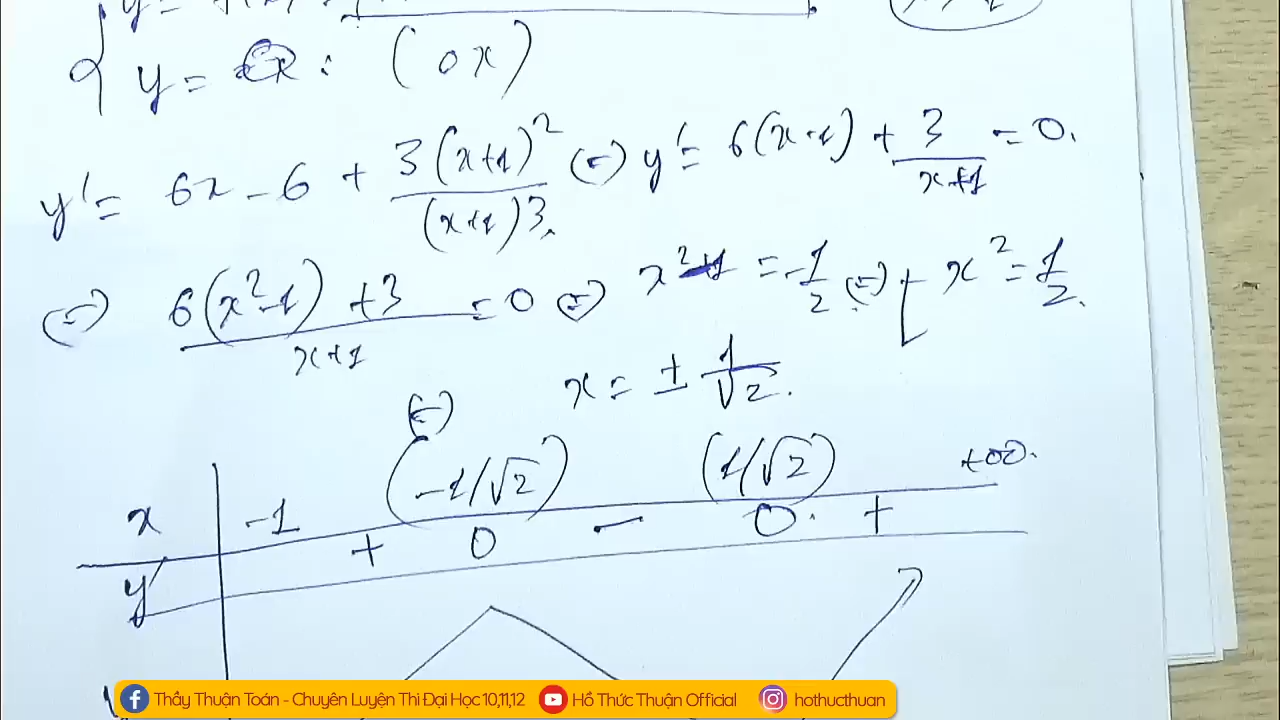 y = : (0x)
y' = 6x - 6 + 3(x+1)^2/(x+1)3. (=) y' = 6(x-1) + 3/(x+1) = 0.
(=) 6(x^2-1) + 3/(x+1) = 0 (=) x^2 = -1/2 (=) [ x^2 = 1/2.
(=) x = ± 1/√2.
x -1 (-1/√2) (1/√2) +∞.
y' + 0 - 0 +
Thầy Thuận Toán - Chuyên Luyện Thi Đại Học 10,11,12 Hồ Thức Thuận Official hothucthuan